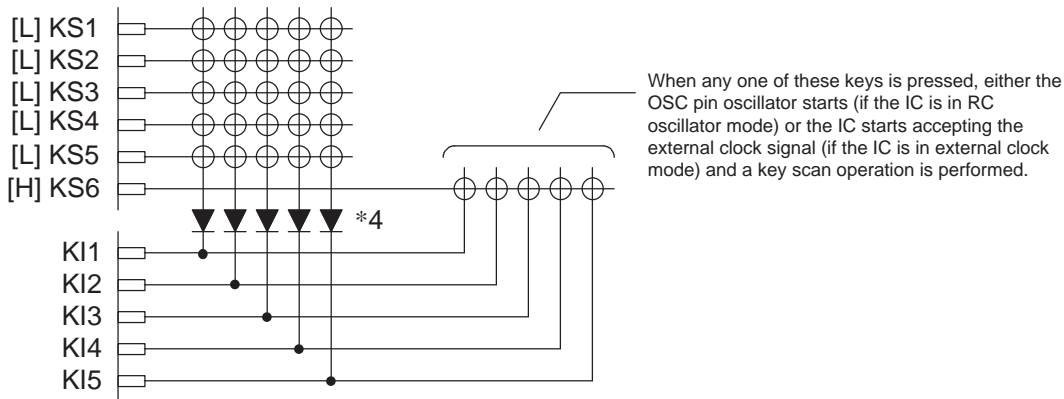 [L] KS1
[L] KS2
[L] KS3
[L] KS4
[L] KS5
[H] KS6
When any one of these keys is pressed, either the
OSC pin oscillator starts (if the IC is in RC
oscillator mode) or the IC starts accepting the
external clock signal (if the IC is in external clock
mode) and a key scan operation is performed.
*4
KI1
KI2
KI3
KI4
KI5